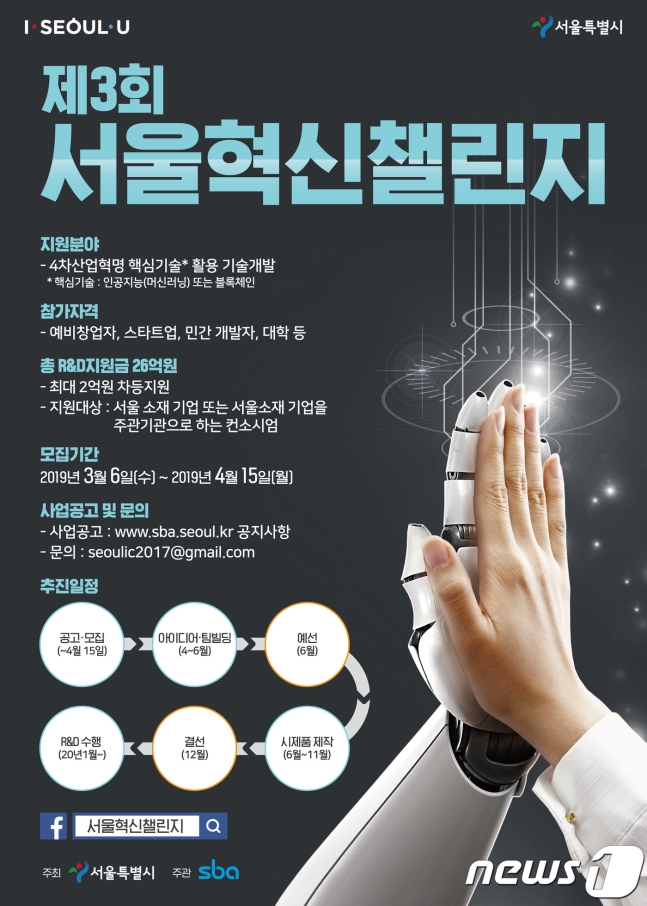 I·SEOUL·U
서울특별시
제3회
서울혁신챌린지
지원분야
- 4차산업혁명 핵심기술* 활용 기술개발
* 핵심기술 : 인공지능(머신러닝) 또는 블록체인
참가자격
- 예비창업자, 스타트업, 민간 개발자, 대학 등
총 R&D지원금 26억원
- 최대 2억원 차등지원
- 지원대상 : 서울 소재 기업 또는 서울소재 기업을
주관기관으로 하는 컨소시엄
모집기간
2019년 3월 6일(수) ~ 2019년 4월 15일(월)
사업공고 및 문의
- 사업공고 : www.sba.seoul.kr 공지사항
- 문의 : seoulic2017@gmail.com
추진일정
공고·모집
(~4월 15일)
아이디어·팀빌딩
(4~6월)
예선
(6월)
시제품 제작
(6월~11월)
결선
(12월)
R&D 수행
(20년1월~)
f 서울혁신챌린지
주최 서울특별시 주관 sba
news1